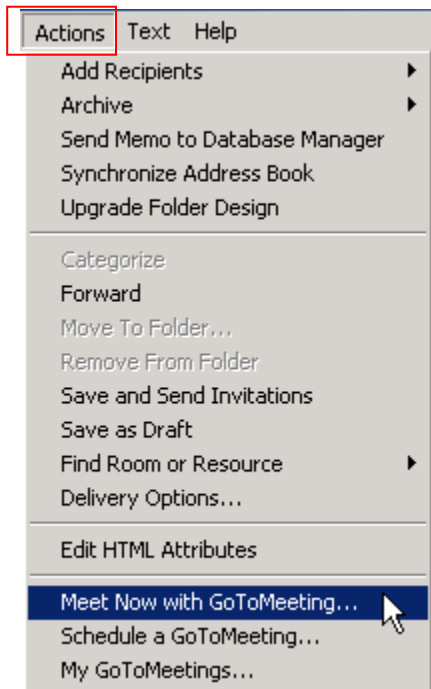 Actions Text Help
Add Recipients
Archive
Send Memo to Database Manager
Synchronize Address Book
Upgrade Folder Design
Categorize
Forward
Move To Folder...
Remove From Folder
Save and Send Invitations
Save as Draft
Find Room or Resource
Delivery Options...
Edit HTML Attributes
Meet Now with GoToMeeting...
Schedule a GoToMeeting...
My GoToMeetings...